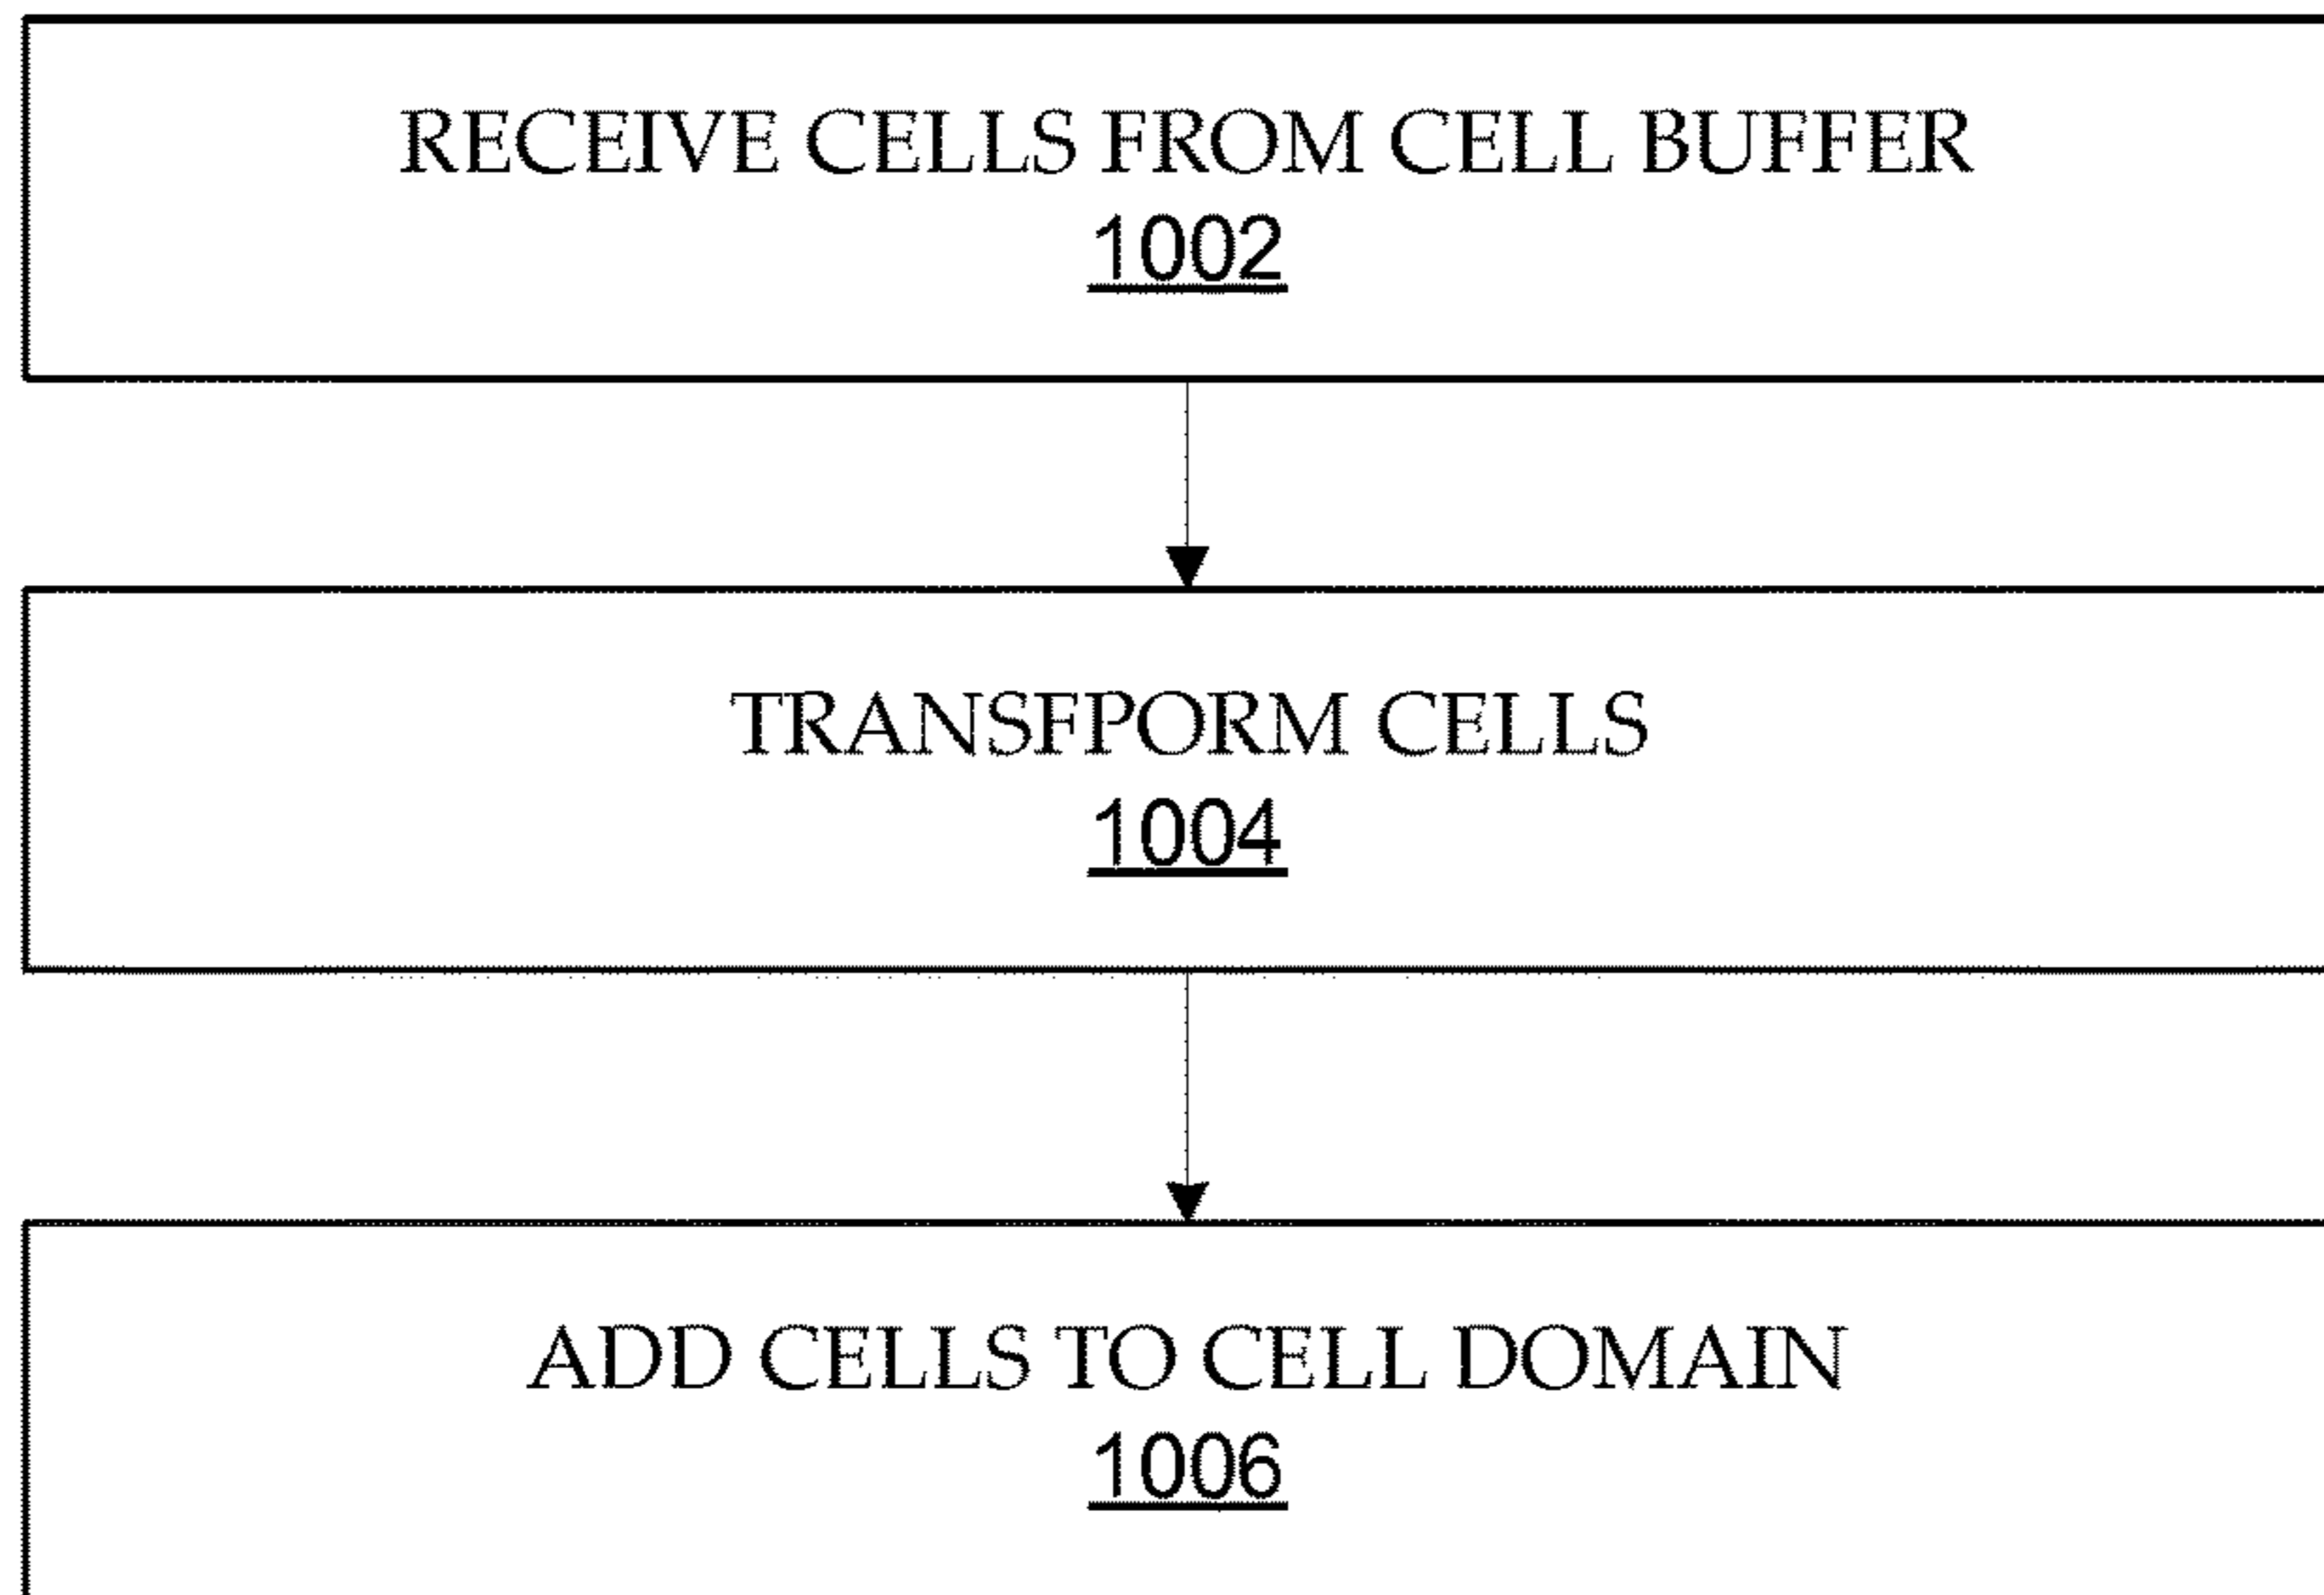 RECEIVE CELLS FROM CELL BUFFER
1002
TRANSFPORM CELLS
1004
ADD CELLS TO CELL DOMAIN
1006